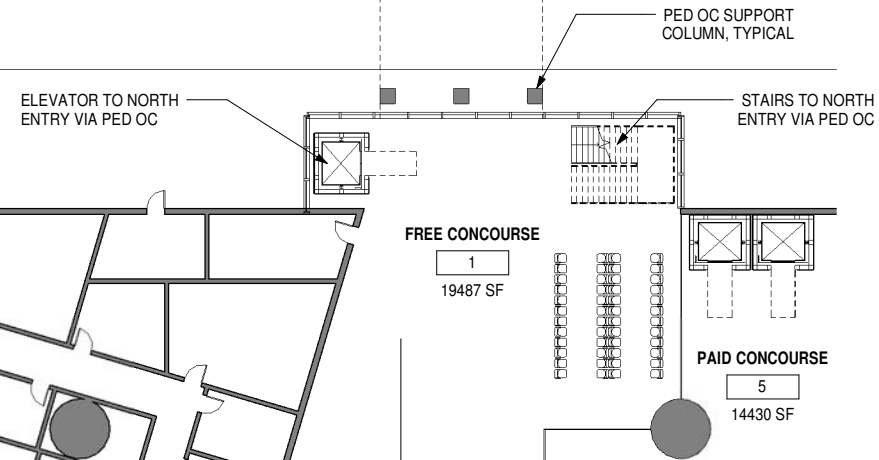 PED OC SUPPORT
COLUMN, TYPICAL
ELEVATOR TO NORTH
ENTRY VIA PED OC
STAIRS TO NORTH
ENTRY VIA PED OC
FREE CONCOURSE
1
19487 SF
PAID CONCOURSE
5
14430 SF